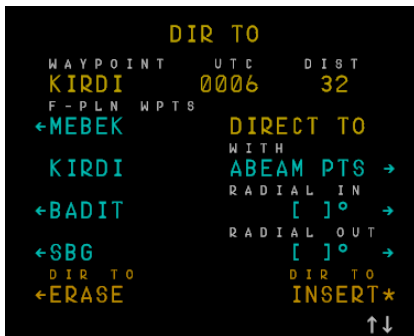 DIR TO
WAYPOINT UTC DIST
KIRDI 0006 32
F-PLN WPTS
←MEBEK DIRECT TO
WITH
KIRDI ABEAM PTS →
RADIAL IN
←BADIT [ ]° →
RADIAL OUT
←SBG [ ]° →
DIR TO DIR TO
←ERASE INSERT*
↑↓